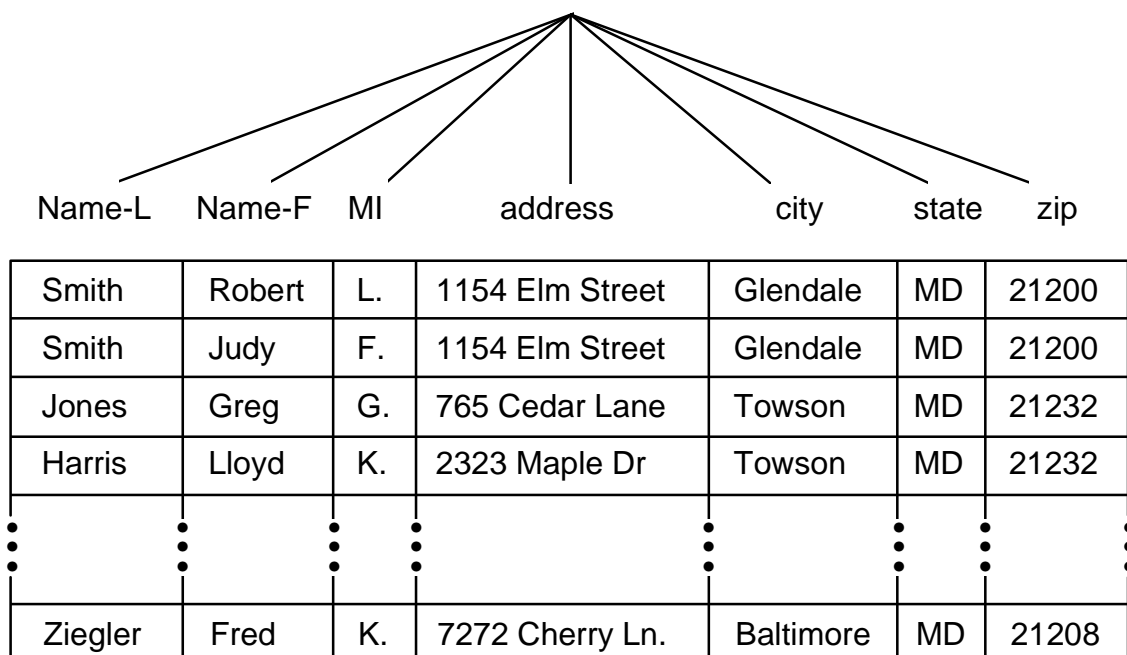 Name-L Name-F MI address city state zip
Smith Robert L. 1154 Elm Street Glendale MD 21200
Smith Judy F. 1154 Elm Street Glendale MD 21200
Jones Greg G. 765 Cedar Lane Towson MD 21232
Harris Lloyd K. 2323 Maple Dr Towson MD 21232
Ziegler Fred K. 7272 Cherry Ln. Baltimore MD 21208